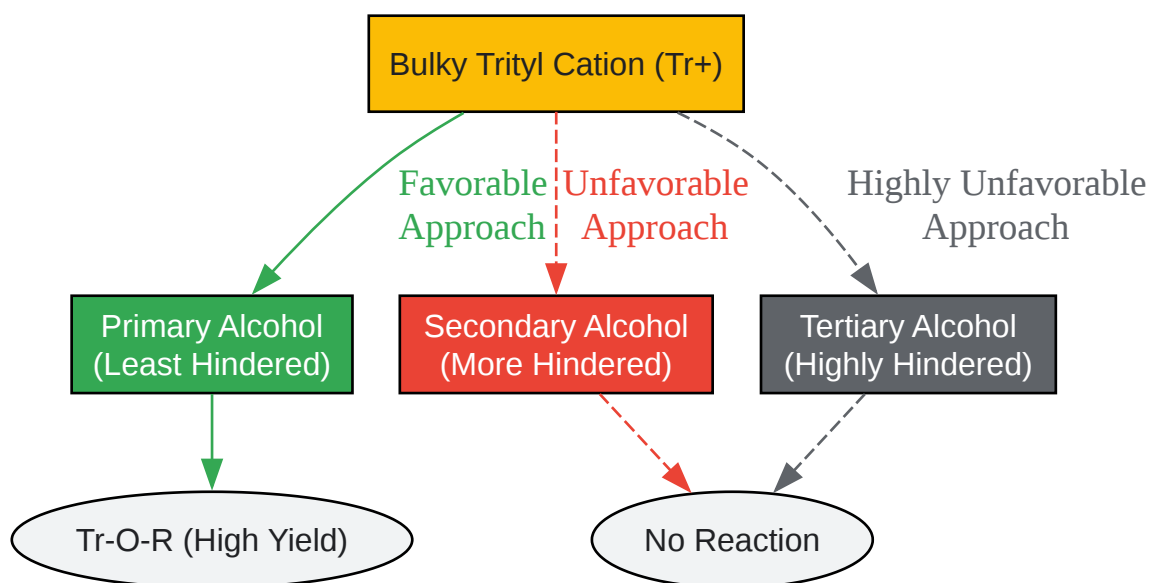 Bulky Trityl Cation (Tr+)
Favorable
Approach
Unfavorable
Approach
Highly Unfavorable
Approach
Primary Alcohol
(Least Hindered)
Secondary Alcohol
(More Hindered)
Tertiary Alcohol
(Highly Hindered)
Tr-O-R (High Yield)
No Reaction